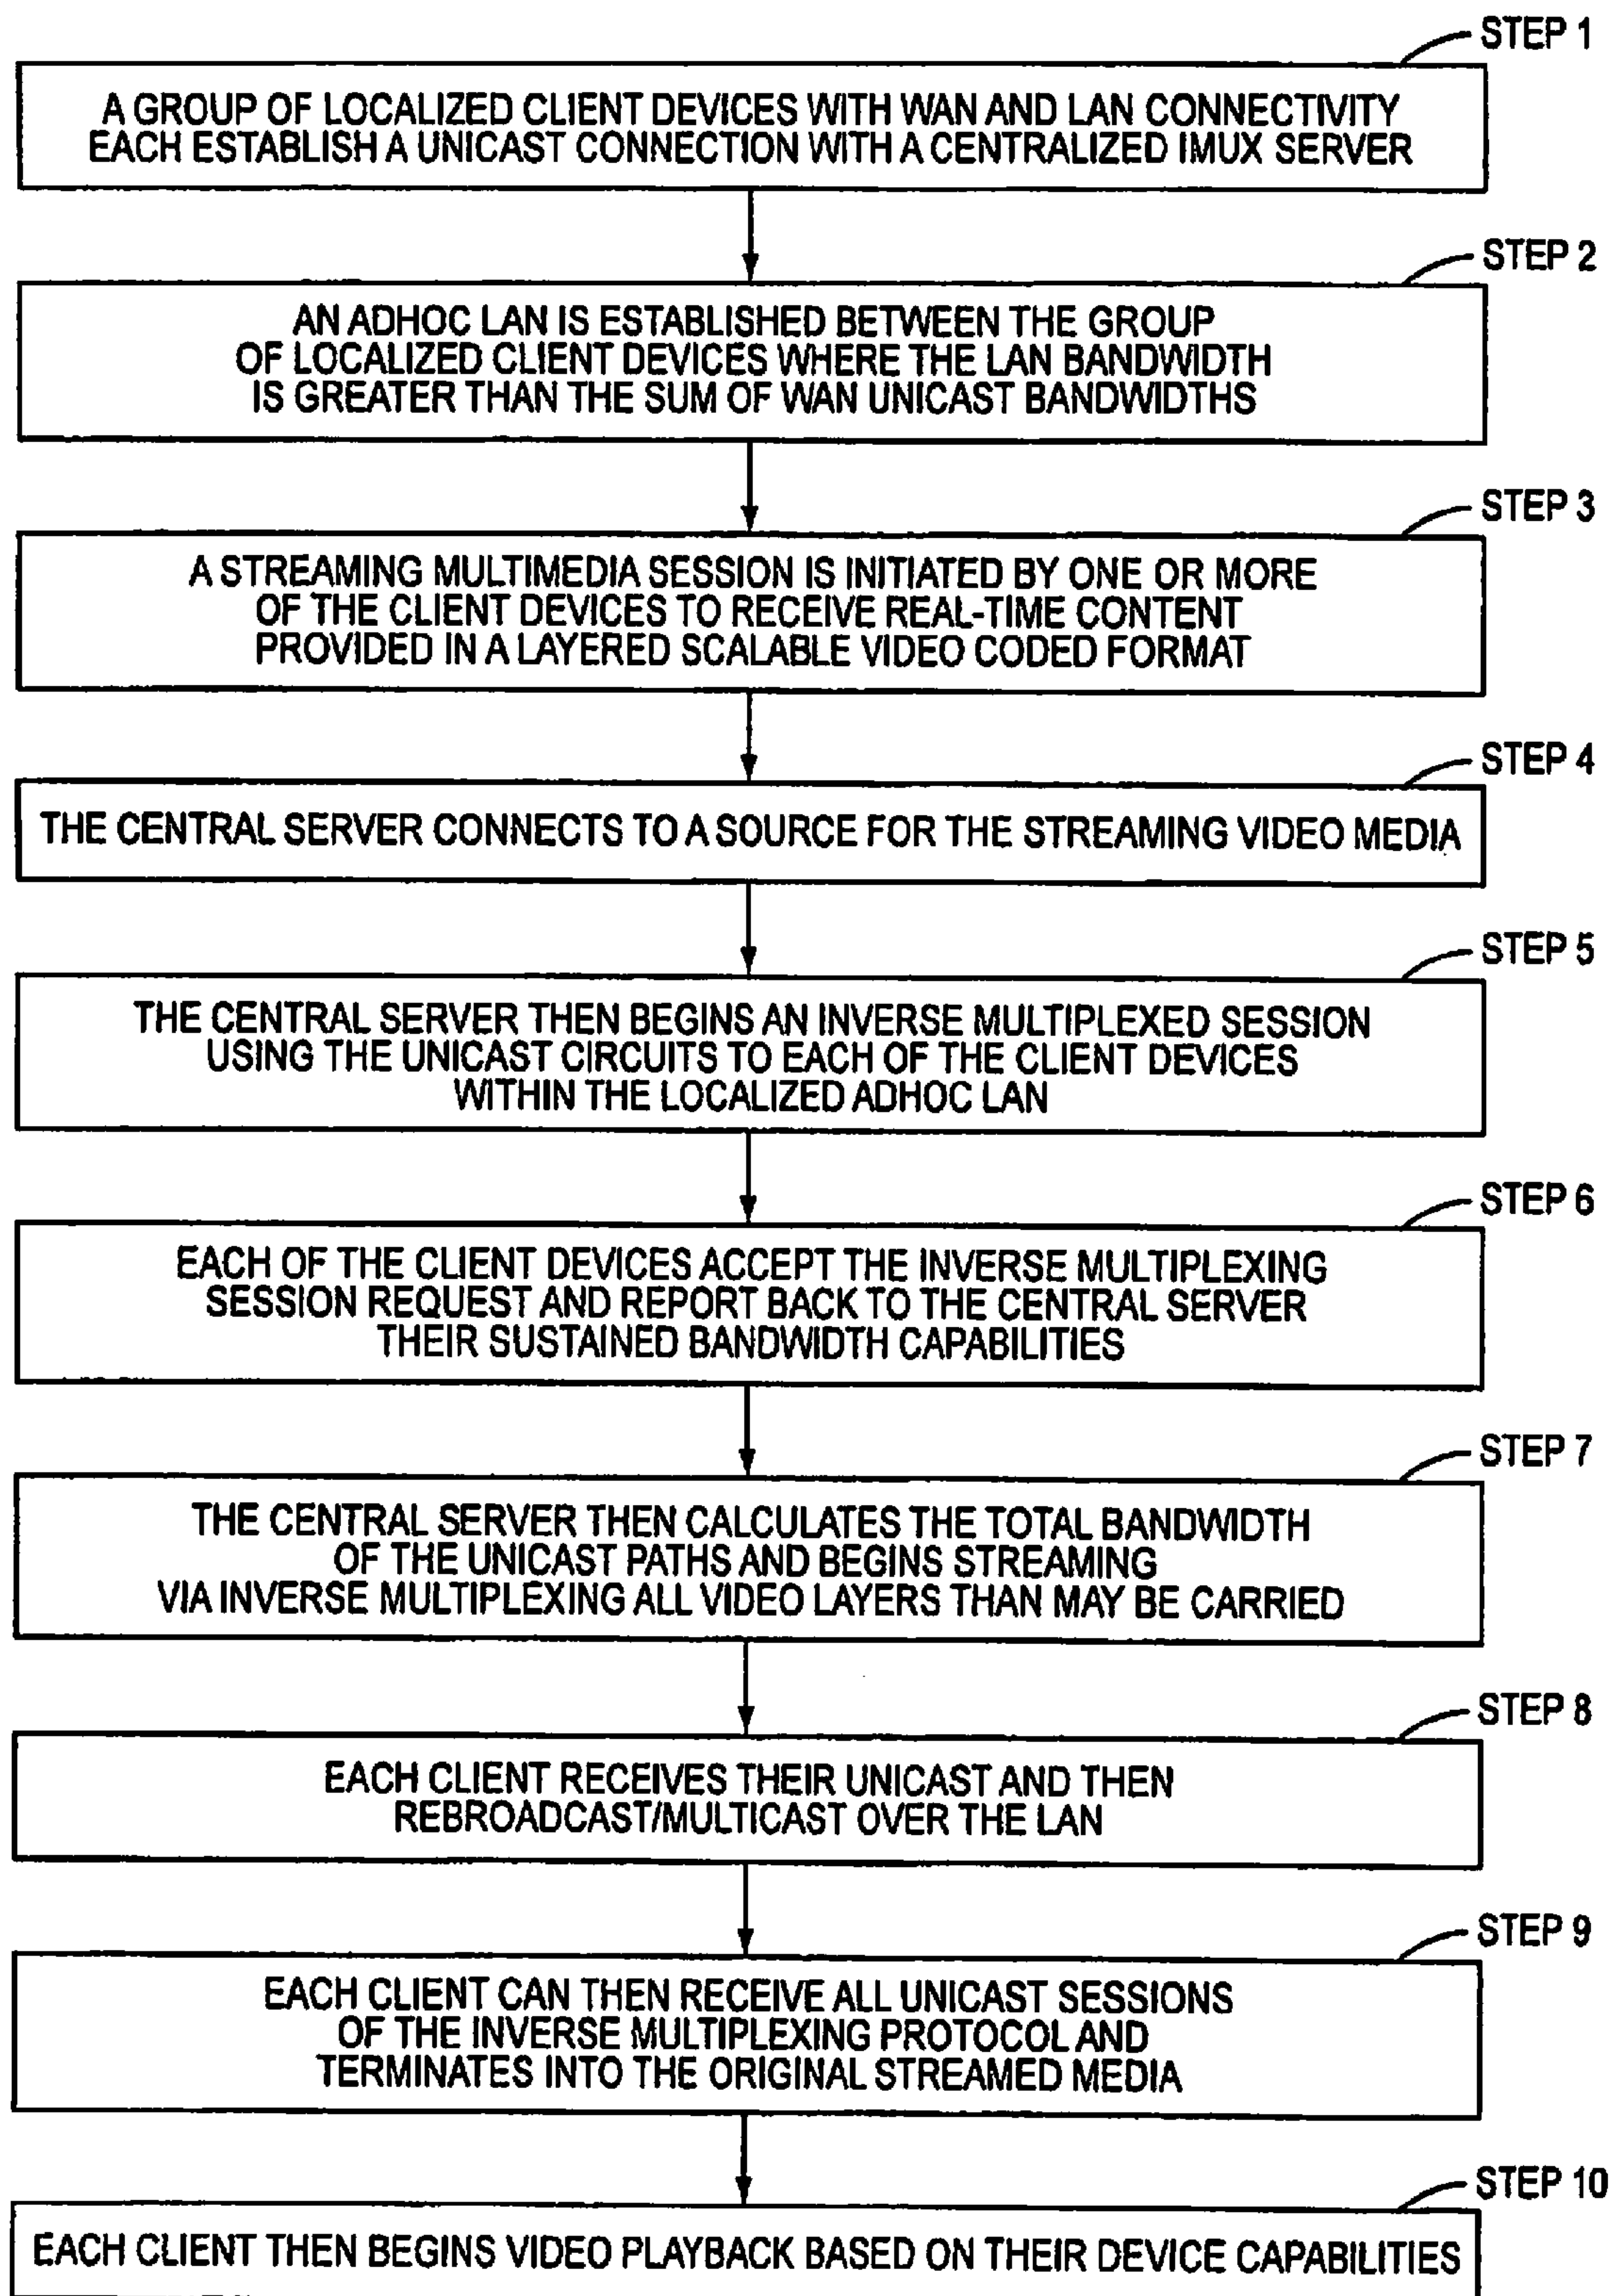 STEP 1
A GROUP OF LOCALIZED CLIENT DEVICES WITH WAN AND LAN CONNECTIVITY
EACH ESTABLISH A UNICAST CONNECTION WITH A CENTRALIZED IMUX SERVER
STEP 2
AN ADHOC LAN IS ESTABLISHED BETWEEN THE GROUP
OF LOCALIZED CLIENT DEVICES WHERE THE LAN BANDWIDTH
IS GREATER THAN THE SUM OF WAN UNICAST BANDWIDTHS
STEP 3
A STREAMING MULTIMEDIA SESSION IS INITIATED BY ONE OR MORE
OF THE CLIENT DEVICES TO RECEIVE REAL-TIME CONTENT
PROVIDED IN A LAYERED SCALABLE VIDEO CODED FORMAT
STEP 4
THE CENTRAL SERVER CONNECTS TO A SOURCE FOR THE STREAMING VIDEO MEDIA
STEP 5
THE CENTRAL SERVER THEN BEGINS AN INVERSE MULTIPLEXED SESSION
USING THE UNICAST CIRCUITS TO EACH OF THE CLIENT DEVICES
WITHIN THE LOCALIZED ADHOC LAN
STEP 6
EACH OF THE CLIENT DEVICES ACCEPT THE INVERSE MULTIPLEXING
SESSION REQUEST AND REPORT BACK TO THE CENTRAL SERVER
THEIR SUSTAINED BANDWIDTH CAPABILITIES
STEP 7
THE CENTRAL SERVER THEN CALCULATES THE TOTAL BANDWIDTH
OF THE UNICAST PATHS AND BEGINS STREAMING
VIA INVERSE MULTIPLEXING ALL VIDEO LAYERS THAN MAY BE CARRIED
STEP 8
EACH CLIENT RECEIVES THEIR UNICAST AND THEN
REBROADCAST/MULTICAST OVER THE LAN
STEP 9
EACH CLIENT CAN THEN RECEIVE ALL UNICAST SESSIONS
OF THE INVERSE MULTIPLEXING PROTOCOL AND
TERMINATES INTO THE ORIGINAL STREAMED MEDIA
STEP 10
EACH CLIENT THEN BEGINS VIDEO PLAYBACK BASED ON THEIR DEVICE CAPABILITIES